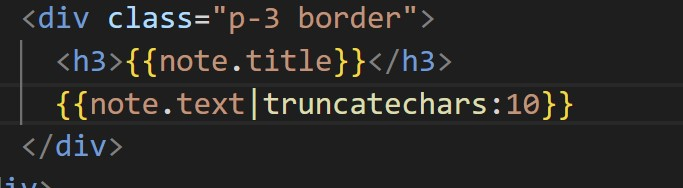 <div class="p-3 border">
<h3>{{note.title}}</h3>
{{note.text|truncatechars:10}}
</div>